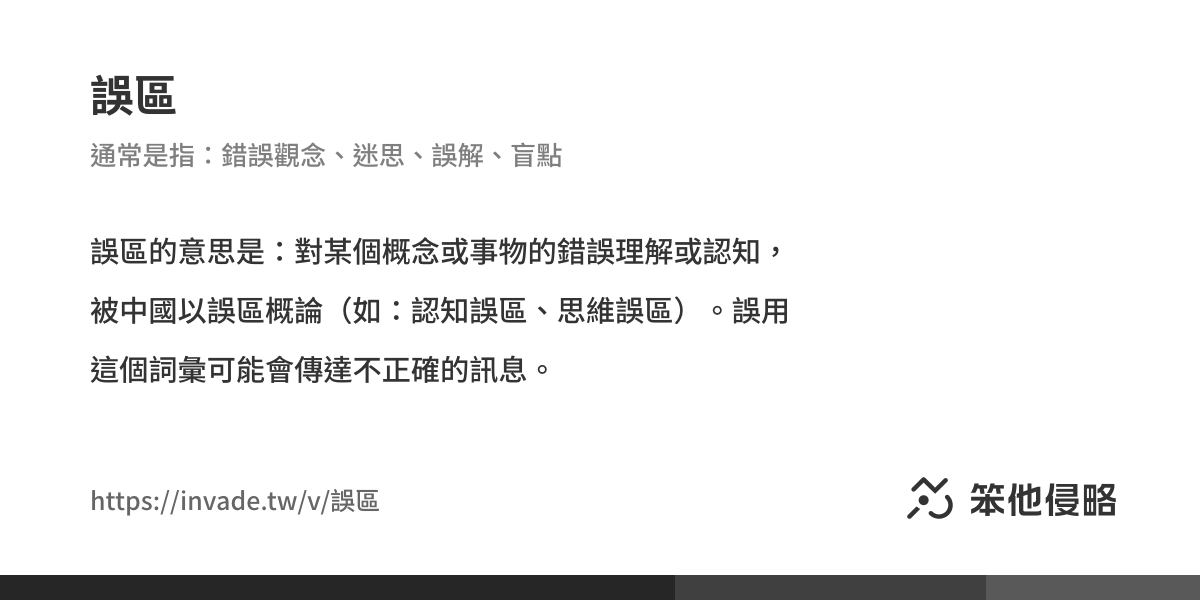 誤區
通常是指：錯誤觀念、迷思、誤解、盲點
誤區的意思是：對某個概念或事物的錯誤理解或認知，
被中國以誤區概論（如：認知誤區、思維誤區）。誤用
這個詞彙可能會傳達不正確的訊息。
https://invade.tw/v/誤區
笨他侵略